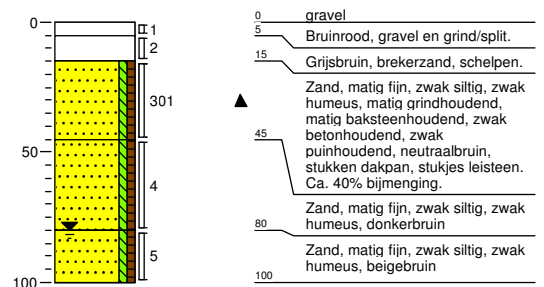 0
50
100
1
2
301
4
5
0
gravel
5
Bruinrood, gravel en grind/split.
15
Grijsbruin, brekerzand, schelpen.
Zand, matig fijn, zwak siltig, zwak
humeus, matig grindhoudend,
matig baksteenhoudend, zwak
betonhoudend, zwak
puinhoudend, neutraalbruin,
stukken dakpan, stukjes leisteen.
Ca. 40% bijmenging.
45
Zand, matig fijn, zwak siltig, zwak
humeus, donkerbruin
80
Zand, matig fijn, zwak siltig, zwak
humeus, beigebruin
100